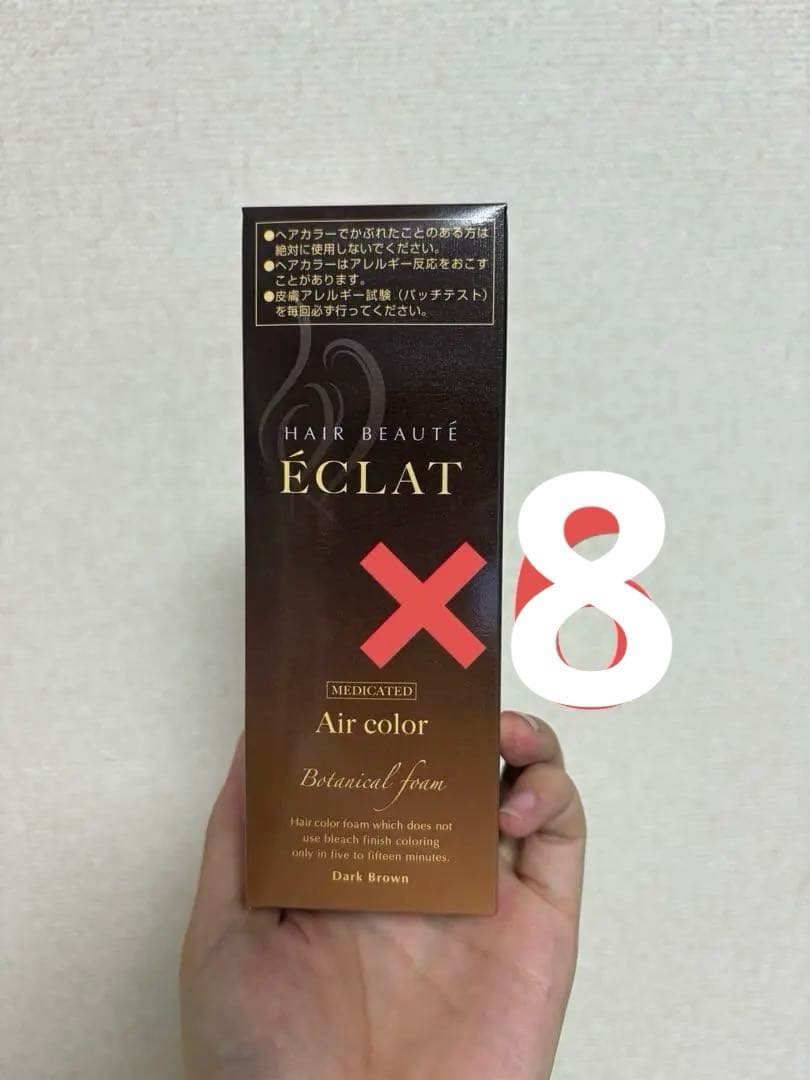 ●ヘアカラーでかぶれたことのある方は
絶対に使用しないでください。
●ヘアカラーはアレルギー反応をおこす
ことがあります。
●皮膚アレルギー試験（パッチテスト）
を毎回必ず行ってください。
HAIR BEAUTÉ
ÉCLAT
×8
MEDICATED
Air color
Botanical foam
Hair color foam which does not
use bleach finish coloring
only in five to fifteen minutes.
Dark Brown